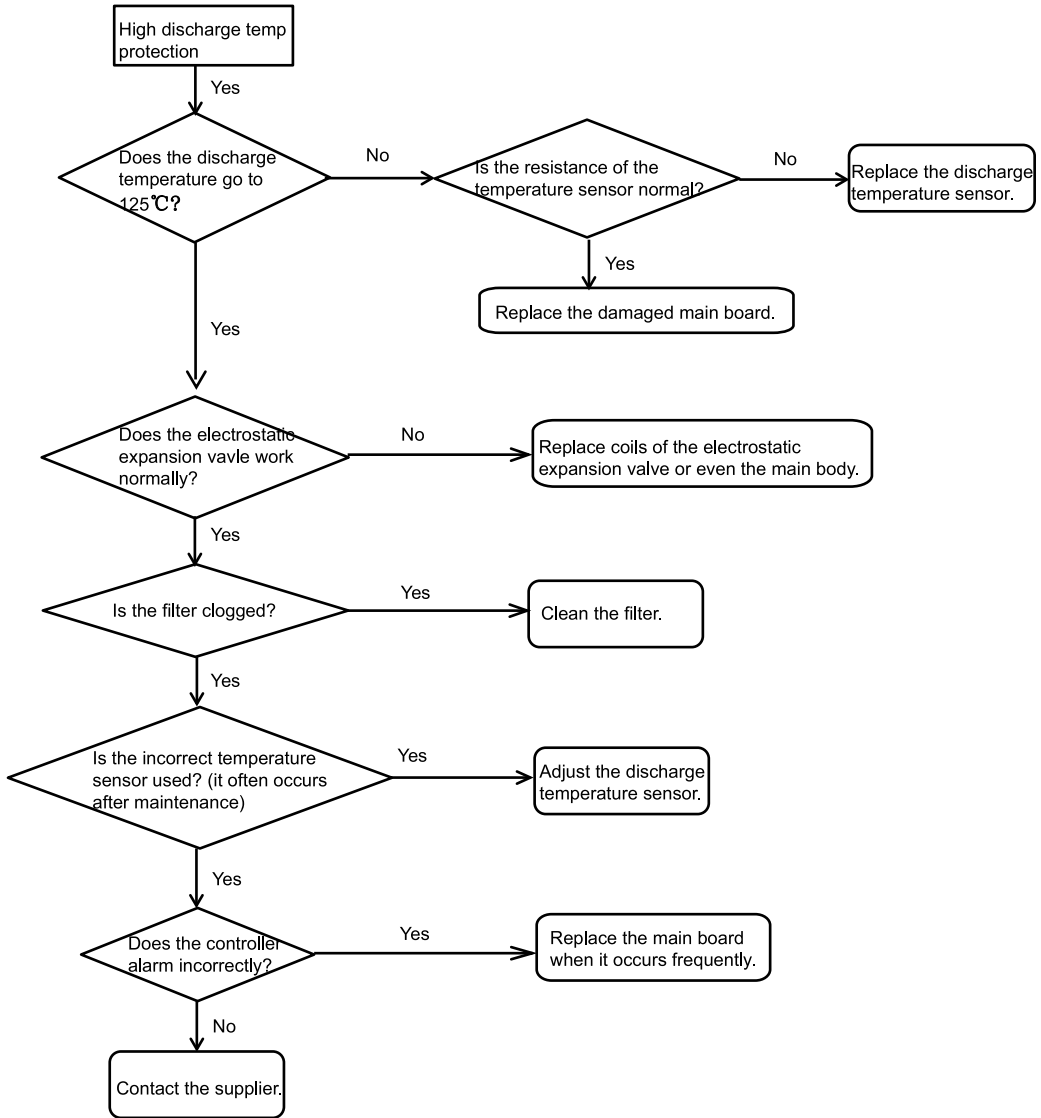 High discharge temp
protection
Yes
Does the discharge
temperature go to
125℃?
No
Is the resistance of the
temperature sensor normal?
No
Replace the discharge
temperature sensor.
Yes
Replace the damaged main board.
Yes
Does the electrostatic
expansion vavle work
normally?
No
Replace coils of the electrostatic
expansion valve or even the main body.
Yes
Is the filter clogged?
Yes
Clean the filter.
Yes
Is the incorrect temperature
sensor used? (it often occurs
after maintenance)
Yes
Adjust the discharge
temperature sensor.
Yes
Does the controller
alarm incorrectly?
Yes
Replace the main board
when it occurs frequently.
No
Contact the supplier.